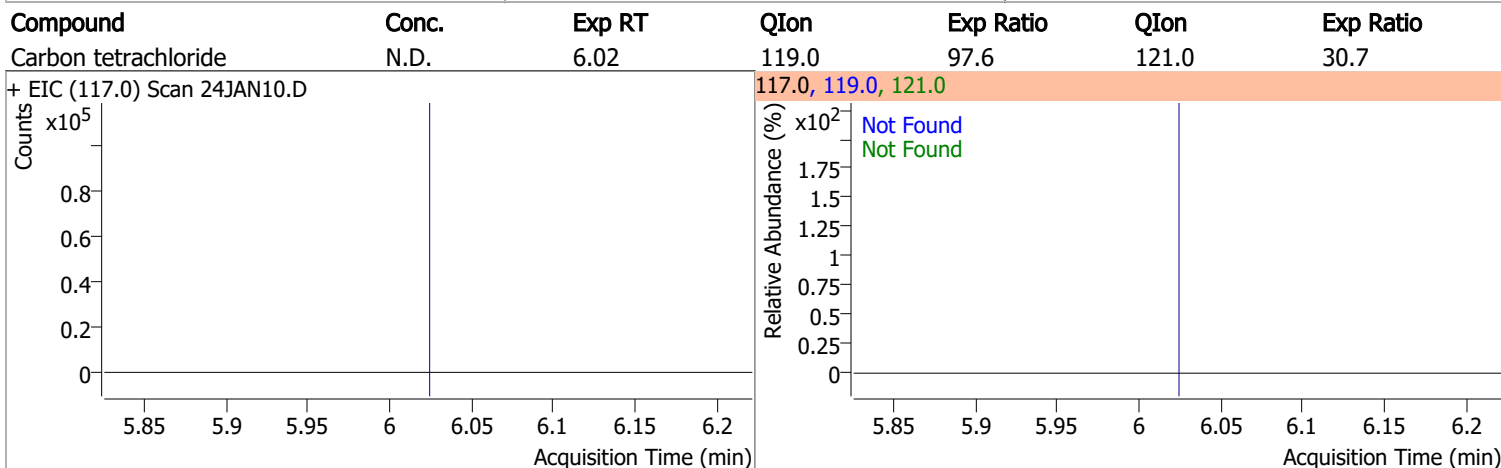 Compound Conc. Exp RT QIon Exp Ratio QIon Exp Ratio
Carbon tetrachloride N.D. 6.02 119.0 97.6 121.0 30.7
+ EIC (117.0) Scan 24JAN10.D
Counts
x10⁵
0.8
0.6
0.4
0.2
0
5.85 5.9 5.95 6 6.05 6.1 6.15 6.2
Acquisition Time (min)
117.0, 119.0, 121.0
Relative Abundance (%)
x10²
Not Found
Not Found
1.75
1.5
1.25
1
0.75
0.5
0.25
0
5.85 5.9 5.95 6 6.05 6.1 6.15 6.2
Acquisition Time (min)